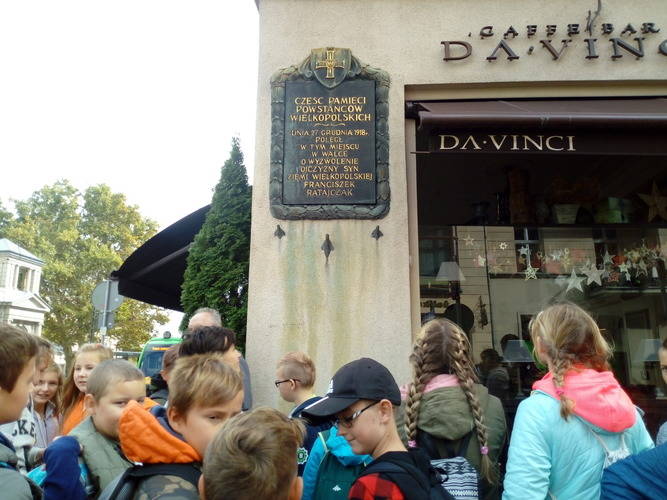 CAFFE BAR
DA·VINCI
CZEŚĆ PAMIĘCI
POWSTAŃCÓW
WIELKOPOLSKICH
DNIA 27 GRUDNIA 1918R.
POLEGŁ
W TYM MIEJSCU
W WALCE
O WYZWOLENIE
OJCZYZNY SYN
ZIEMI WIELKOPOLSKIEJ
FRANCISZEK
RATAJCZAK
DA·VINCI